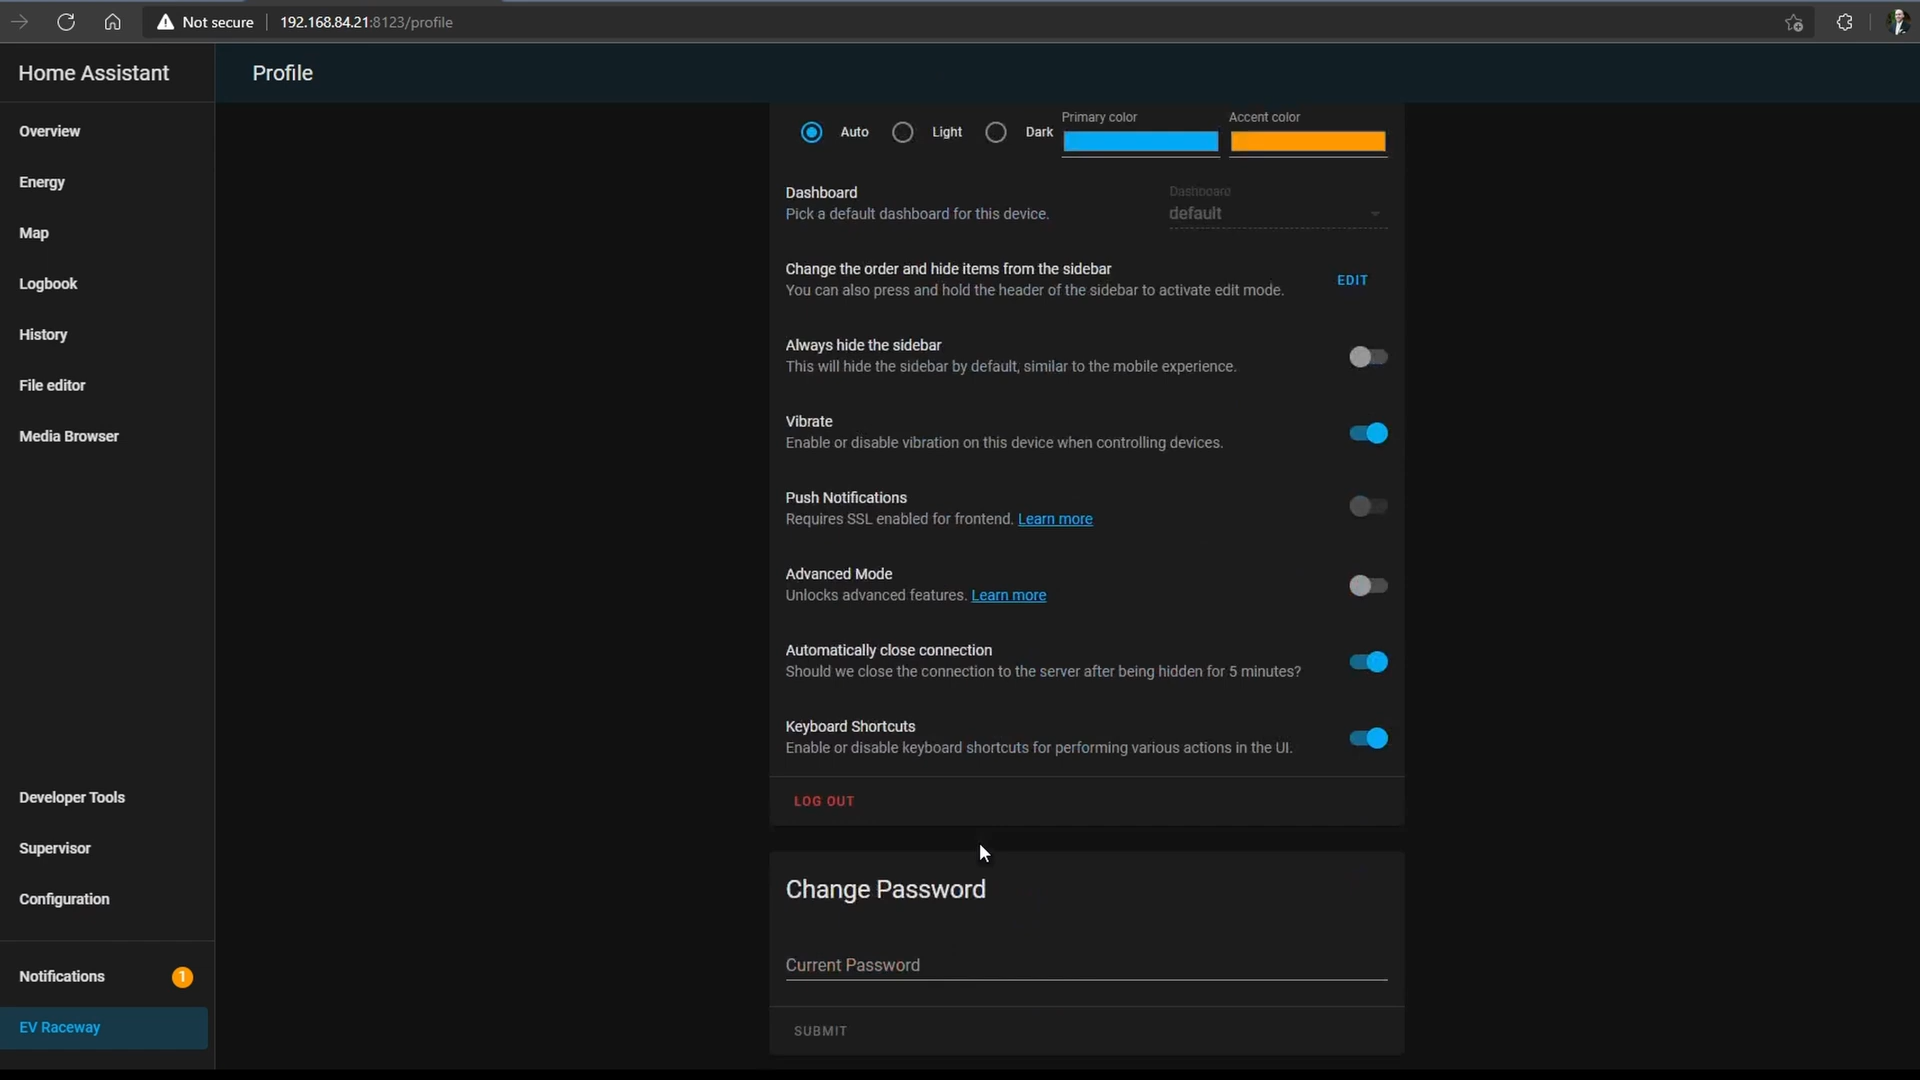 Not secure
192.168.84.21:8123/profile
Home Assistant
Profile
Overview
Energy
Map
Logbook
History
File editor
Media Browser
Developer Tools
Supervisor
Configuration
Notifications
1
EV Raceway
Auto
Light
Dark
Primary color
Accent color
Dashboard
Pick a default dashboard for this device.
Dashboard
default
Change the order and hide items from the sidebar
You can also press and hold the header of the sidebar to activate edit mode.
EDIT
Always hide the sidebar
This will hide the sidebar by default, similar to the mobile experience.
Vibrate
Enable or disable vibration on this device when controlling devices.
Push Notifications
Requires SSL enabled for frontend. Learn more
Advanced Mode
Unlocks advanced features. Learn more
Automatically close connection
Should we close the connection to the server after being hidden for 5 minutes?
Keyboard Shortcuts
Enable or disable keyboard shortcuts for performing various actions in the UI.
LOG OUT
Change Password
Current Password
SUBMIT